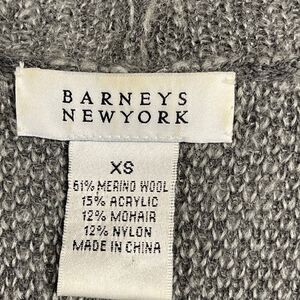 BARNEYS
NEWYORK
XS
61% MERINO WOOL
15% ACRYLIC
12% MOHAIR
12% NYLON
MADE IN CHINA